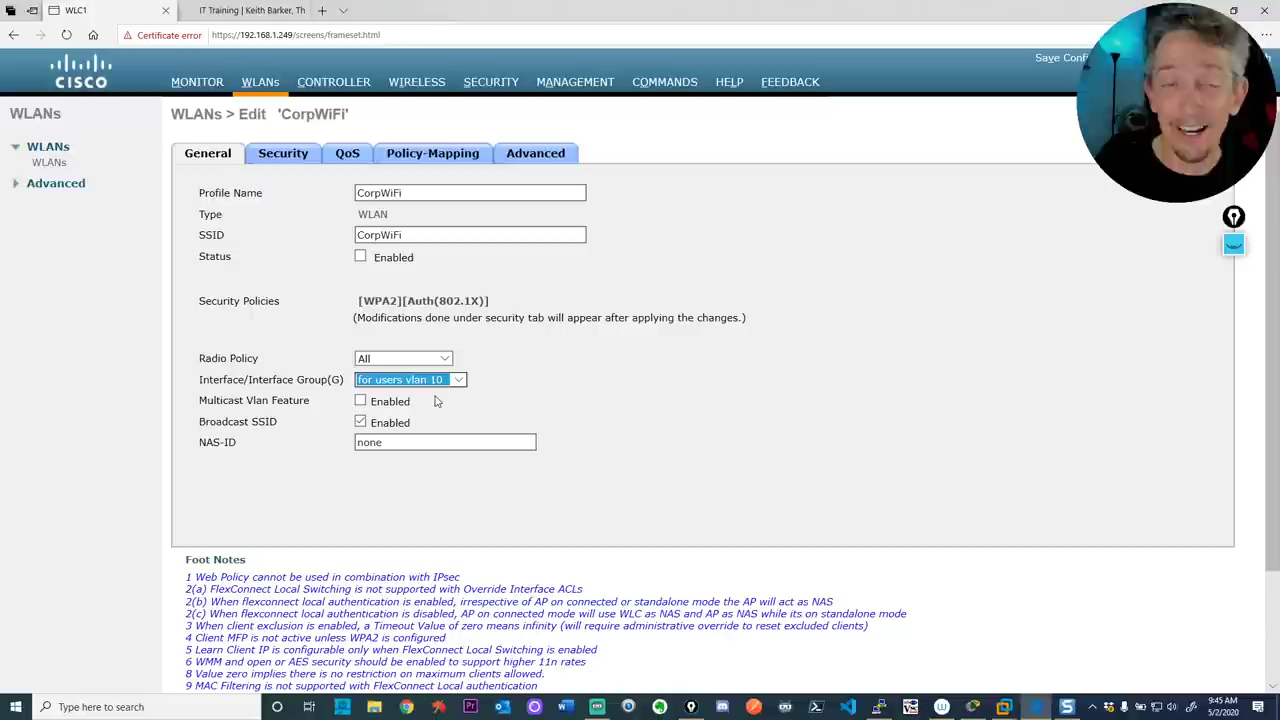 WLC1
IT Training | Keith Barker, Th
Certificate error
https://192.168.1.249/screens/frameset.html
Save Confi
CISCO
MONITOR WLANs CONTROLLER WIRELESS SECURITY MANAGEMENT COMMANDS HELP FEEDBACK
WLANs
WLANs > Edit 'CorpWiFi'
WLANs
WLANs
Advanced
General Security QoS Policy-Mapping Advanced
Profile Name CorpWiFi
Type WLAN
SSID CorpWiFi
Status Enabled
Security Policies [WPA2][Auth(802.1X)]
(Modifications done under security tab will appear after applying the changes.)
Radio Policy All
Interface/Interface Group(G) for users vlan 10
Multicast Vlan Feature Enabled
Broadcast SSID Enabled
NAS-ID none
Foot Notes
1 Web Policy cannot be used in combination with IPsec
2(a) FlexConnect Local Switching is not supported with Override Interface ACLs
2(b) When flexconnect local authentication is enabled, irrespective of AP on connected or standalone mode the AP will act as NAS
2(c) When flexconnect local authentication is disabled, AP on connected mode will use WLC as NAS and AP as NAS while its on standalone mode
3 When client exclusion is enabled, a Timeout Value of zero means infinity (will require administrative override to reset excluded clients)
4 Client MFP is not active unless WPA2 is configured
5 Learn Client IP is configurable only when FlexConnect Local Switching is enabled
6 WMM and open or AES security should be enabled to support higher 11n rates
8 Value zero implies there is no restriction on maximum clients allowed.
9 MAC Filtering is not supported with FlexConnect Local authentication
Type here to search
9:45 AM
5/2/2020